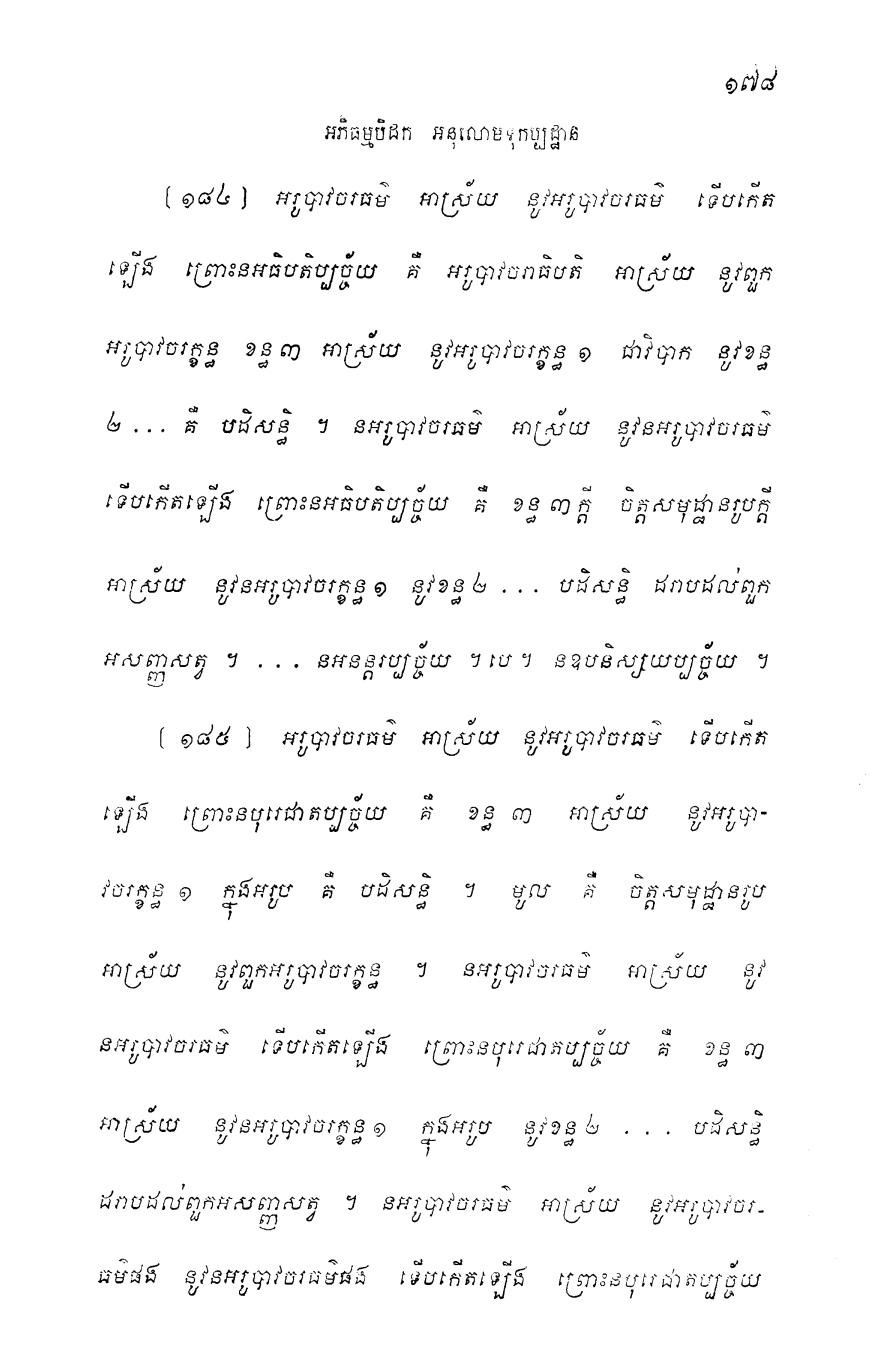 ១៧៨
អភិធម្មបិដក អនុលោមទុកប្បដ្ឋាន
[១៨៤] អរូបាវចរធម៌ អាស្រ័យ នូវអរូបាវចរធម៌ ទើបកើត
ឡើង ព្រោះនអធិបតិប្បច្ច័យ គឺ អរូបាវចរាធិបតិ អាស្រ័យ នូវពួក
អរូបាវចរក្ខន្ធ ខន្ធ៣ អាស្រ័យ នូវអរូបាវចរក្ខន្ធ១ ជាវិបាក នូវខន្ធ
២... គឺ បដិសន្ធិ ។ នអរូបាវចរធម៌ អាស្រ័យ នូវនអរូបាវចរធម៌
ទើបកើតឡើង ព្រោះនអធិបតិប្បច្ច័យ គឺ ខន្ធ៣ក្តី ចិត្តសមុដ្ឋានរូបក្តី
អាស្រ័យ នូវនអរូបាវចរក្ខន្ធ១ នូវខន្ធ២ ... បដិសន្ធិ ដរាបដល់ពួក
អសញ្ញសត្វ ។ ... នអនន្តរប្បច្ច័យ ។បេ។ នឧបនិស្សយប្បច្ច័យ ។
[១៨៥] អរូបាវចរធម៌ អាស្រ័យ នូវអរូបាវចរធម៌ ទើបកើត
ឡើង ព្រោះនបុរេជាតប្បច្ច័យ គឺ ខន្ធ ៣ អាស្រ័យ នូវអរូបា-
វចរក្ខន្ធ ១ ក្នុងអរូប គឺ បដិសន្ធិ ។ មូល គឺ ចិត្តសមុដ្ឋានរូប
អាស្រ័យ នូវពួកអរូបាវចរក្ខន្ធ ។ នអរូបាវចរធម៌ អាស្រ័យ នូវ
នអរូបាវចរធម៌ ទើបកើតឡើង ព្រោះនបុរេជាតប្បច្ច័យ គឺ ខន្ធ ៣
អាស្រ័យ នូវនអរូបាវចរក្ខន្ធ១ ក្នុងអរូប នូវខន្ធ២ ... បដិសន្ធិ
ដរាបដល់ពួកអសញ្ញសត្វ ។ នអរូបាវចរធម៌ អាស្រ័យ នូវអរូបាវចរ-
ធម៌ផង នូវនអរូបាវចរធម៌ផង ទើបកើតឡើង ព្រោះនបុរេជាតប្បច្ច័យ